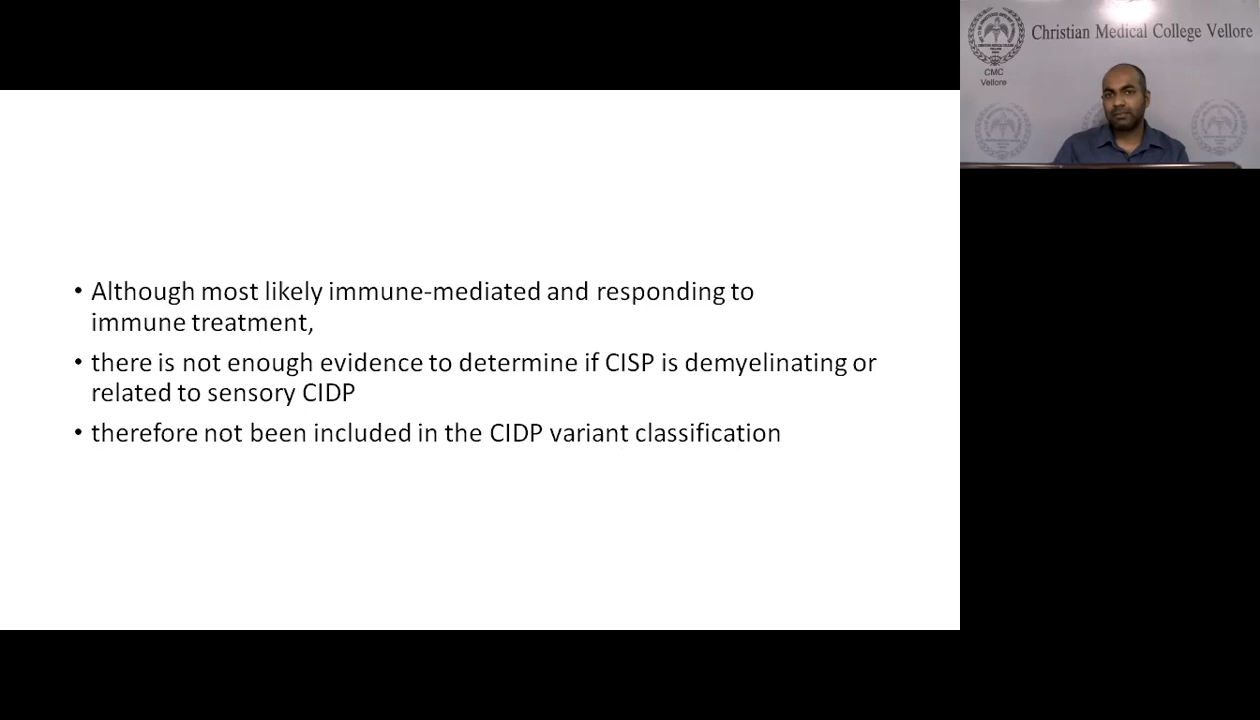 Christian Medical College Vellore
CMC
Vellore
• Although most likely immune-mediated and responding to
immune treatment,
• there is not enough evidence to determine if CISP is demyelinating or
related to sensory CIDP
• therefore not been included in the CIDP variant classification